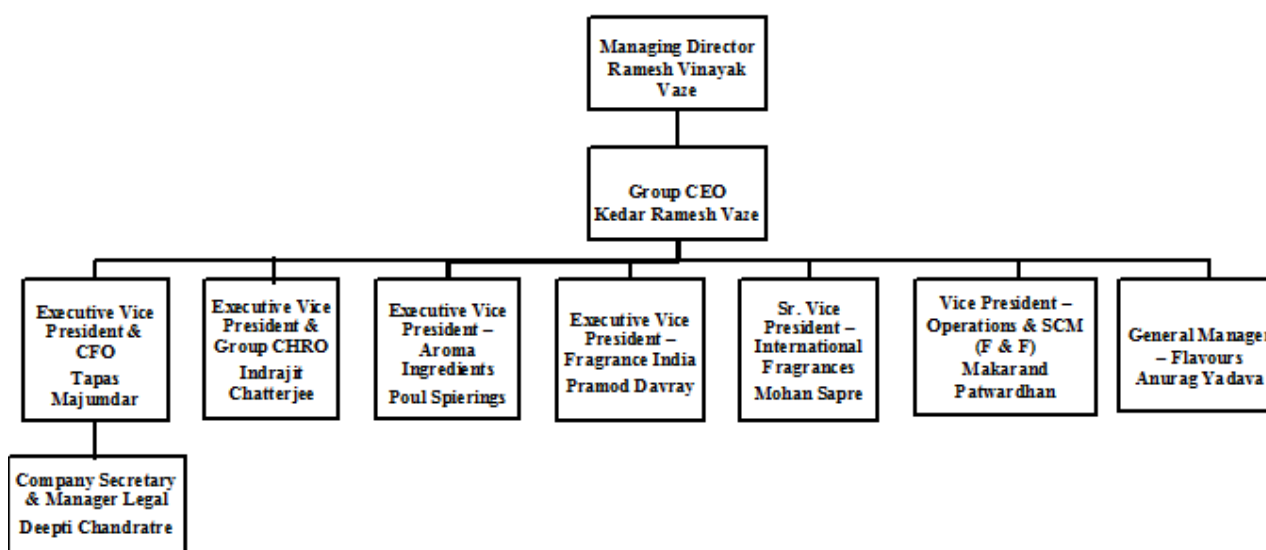 Managing Director
Ramesh Vinayak
Vaze
Group CEO
Kedar Ramesh Vaze
Executive Vice
President &
CFO
Tapas
Majumdar
Executive Vice
President &
Group CHRO
Indrajit
Chatterjee
Executive Vice
President –
Aroma
Ingredients
Poul Spierings
Executive Vice
President –
Fragrance India
Pramod Davray
Sr. Vice
President –
International
Fragrances
Mohan Sapre
Vice President –
Operations & SCM
(F & F)
Makarand
Patwardhan
General Manager
– Flavours
Anurag Yadava
Company Secretary
& Manager Legal
Deepti Chandratre